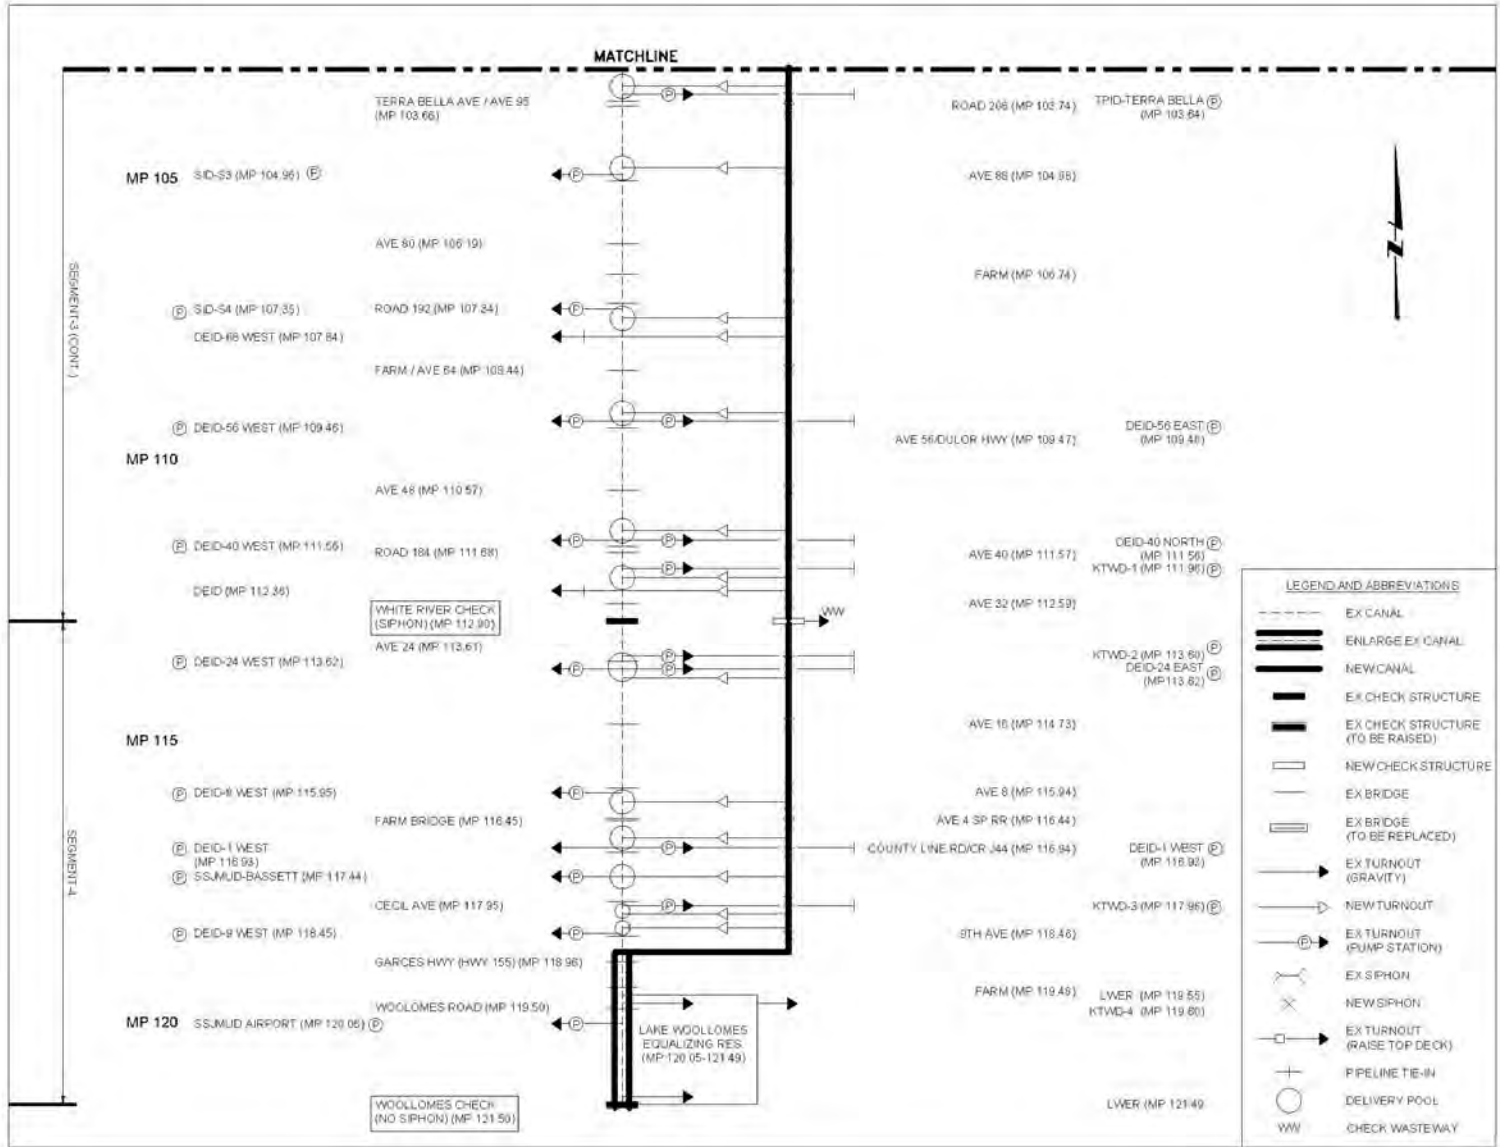 MATCHLINE
TERRA BELLA AVE / AVE 95
(MP 103.66)
ROAD 208 (MP 103.74)
TPID-TERRA BELLA (P)
(MP 103.64)
MP 105
SID-S3 (MP 104.96) (P)
AVE 88 (MP 104.98)
AVE 80 (MP 106.19)
FARM (MP 106.74)
SEGMENT-3 (CONT.)
(P) SID-S4 (MP 107.35)
ROAD 192 (MP 107.34)
DEID-68 WEST (MP 107.84)
FARM / AVE 64 (MP 108.44)
(P) DEID-56 WEST (MP 109.46)
AVE 56/DULOR HWY (MP 109.47)
DEID-56 EAST (P)
(MP 109.48)
MP 110
AVE 48 (MP 110.57)
(P) DEID-40 WEST (MP 111.56)
ROAD 184 (MP 111.68)
AVE 40 (MP 111.57)
DEID-40 NORTH (P)
(MP 111.56)
KTWD-1 (MP 111.96) (P)
DEID (MP 112.36)
AVE 32 (MP 112.59)
WHITE RIVER CHECK
(SIPHON) (MP 112.90)
WW
AVE 24 (MP 113.61)
(P) DEID-24 WEST (MP 113.62)
KTWD-2 (MP 113.60) (P)
DEID-24 EAST (P)
(MP113.62)
AVE 16 (MP 114.73)
MP 115
(P) DEID-8 WEST (MP 115.95)
AVE 8 (MP 115.94)
FARM BRIDGE (MP 116.45)
AVE 4 SP RR (MP 116.44)
SEGMENT-4
(P) DEID-1 WEST
(MP 116.93)
COUNTY LINE RD/CR J44 (MP 116.94)
DEID-1 WEST (P)
(MP 116.92)
(P) SSJMUD-BASSETT (MP 117.44)
CECIL AVE (MP 117.95)
KTWD-3 (MP 117.96) (P)
(P) DEID-9 WEST (MP 118.45)
9TH AVE (MP 118.46)
GARCES HWY (HWY 155) (MP 118.96)
FARM (MP 119.48)
LWER (MP 119.55)
KTWD-4 (MP 119.60)
WOOLOMES ROAD (MP 119.50)
MP 120
SSJMUD AIRPORT (MP 120.06) (P)
LAKE WOOLLOMES
EQUALIZING RES.
(MP 120.05-121.49)
WOOLLOMES CHECK
(NO SIPHON) (MP 121.50)
LWER (MP 121.49
LEGEND AND ABBREVIATIONS
EX CANAL
ENLARGE EX CANAL
NEW CANAL
EX CHECK STRUCTURE
EX CHECK STRUCTURE
(TO BE RAISED)
NEW CHECK STRUCTURE
EX BRIDGE
EX BRIDGE
(TO BE REPLACED)
EX TURNOUT
(GRAVITY)
NEW TURNOUT
(P) EX TURNOUT
(PUMP STATION)
EX SIPHON
NEW SIPHON
EX TURNOUT
(RAISE TOP DECK)
PIPELINE TIE-IN
DELIVERY POOL
WW CHECK WASTEWAY